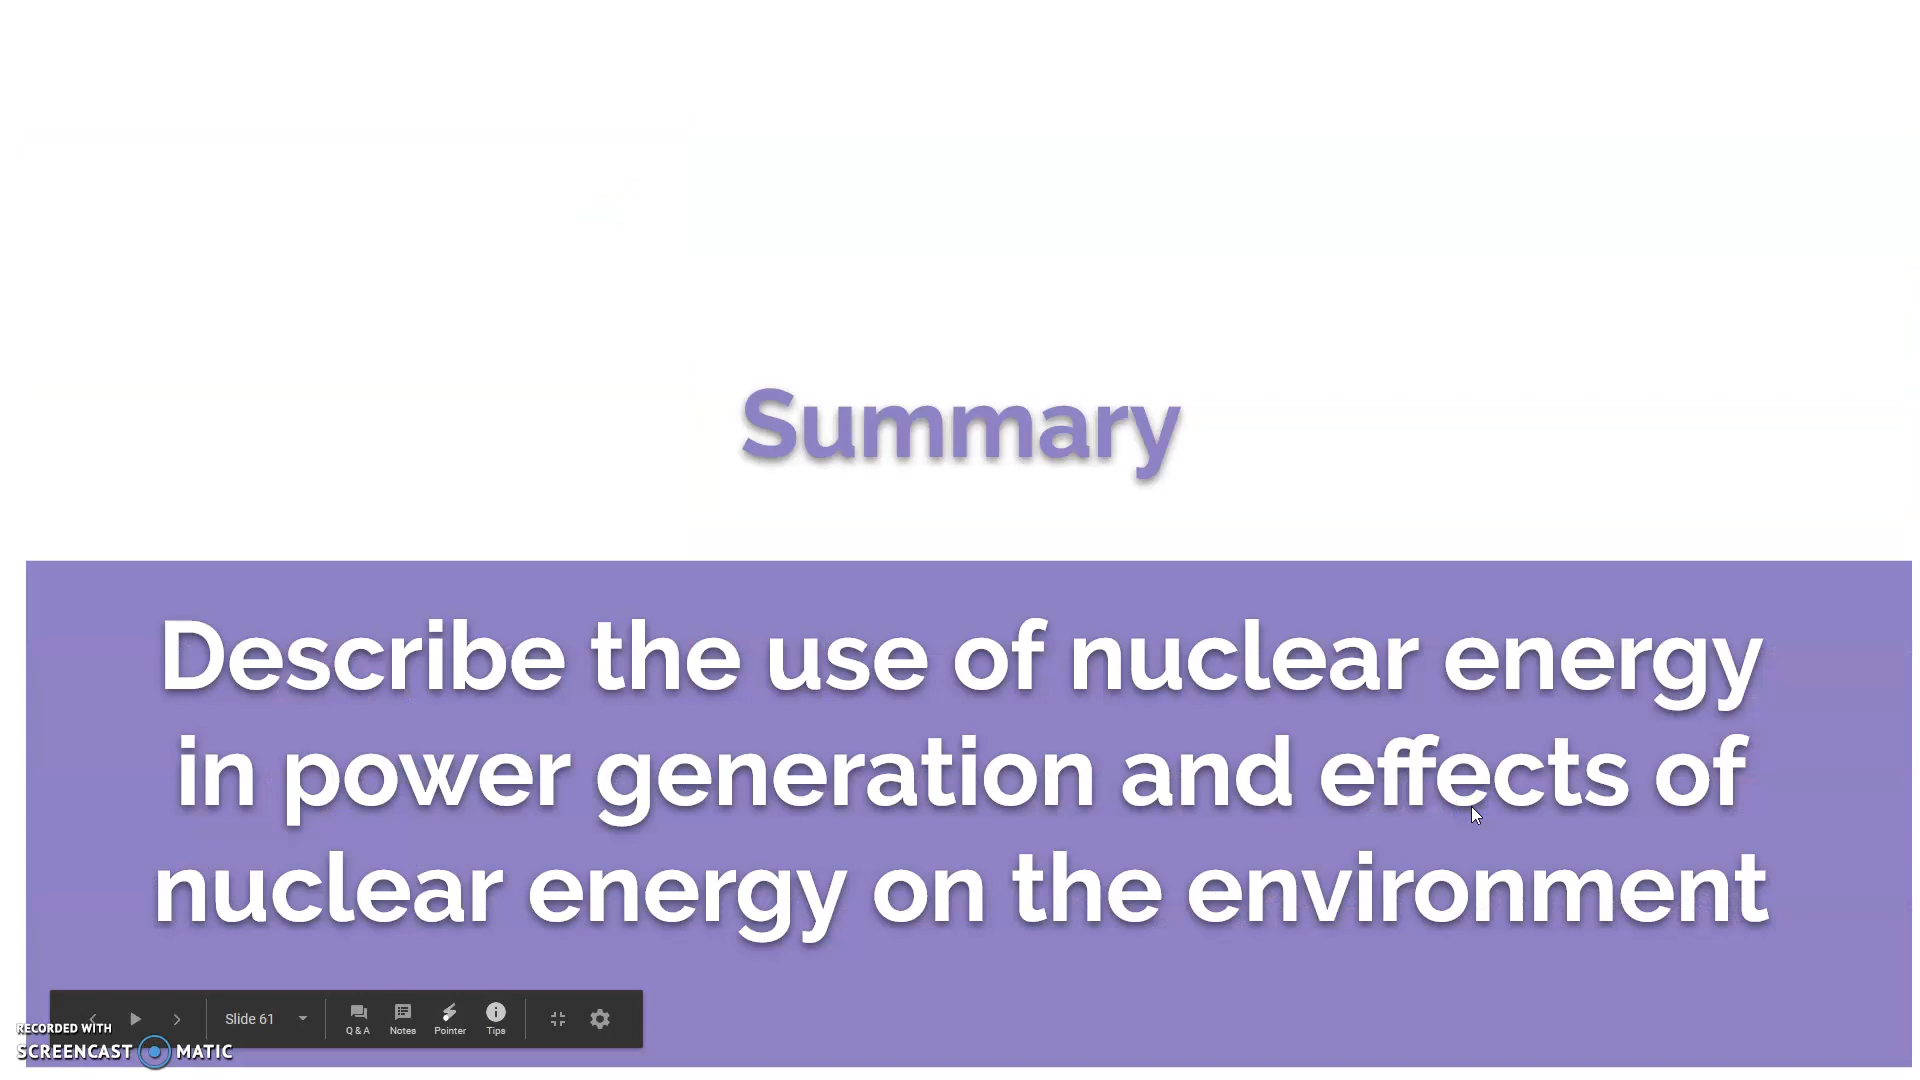 Summary
Describe the use of nuclear energy
in power generation and effects of
nuclear energy on the environment
Slide 61
Q & A
Notes
Pointer
Tips
RECORDED WITH
SCREENCAST MATIC